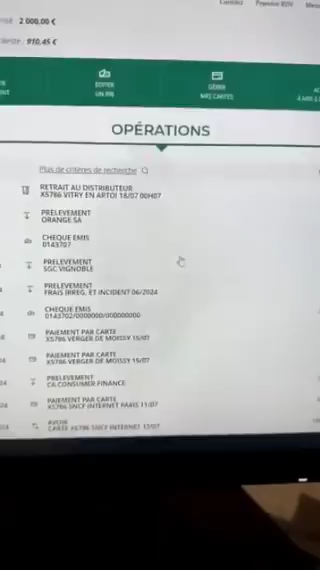 2 000,00 €
910,45 €
ÉDITER
UN RIB
GÉRER
MES CARTES
OPÉRATIONS
Plus de critères de recherche
RETRAIT AU DISTRIBUTEUR
X5786 VITRY EN ARTOI 18/07 00H07
PRELEVEMENT
ORANGE SA
CHEQUE EMIS
0143707
PRELEVEMENT
SGC VIGNOBLE
PRELEVEMENT
FRAIS IRREG. ET INCIDENT 06/2024
CHEQUE EMIS
0143702/0000000/000000000
PAIEMENT PAR CARTE
X5786 VERGER DE MOISSY 15/07
PAIEMENT PAR CARTE
X5786 VERGER DE MOISSY 15/07
PRELEVEMENT
CA CONSUMER FINANCE
PAIEMENT PAR CARTE
X5786 SNCF INTERNET PARIS 11/07
AVOIR
CARTE X5786 SNCF INTERNET 12/07